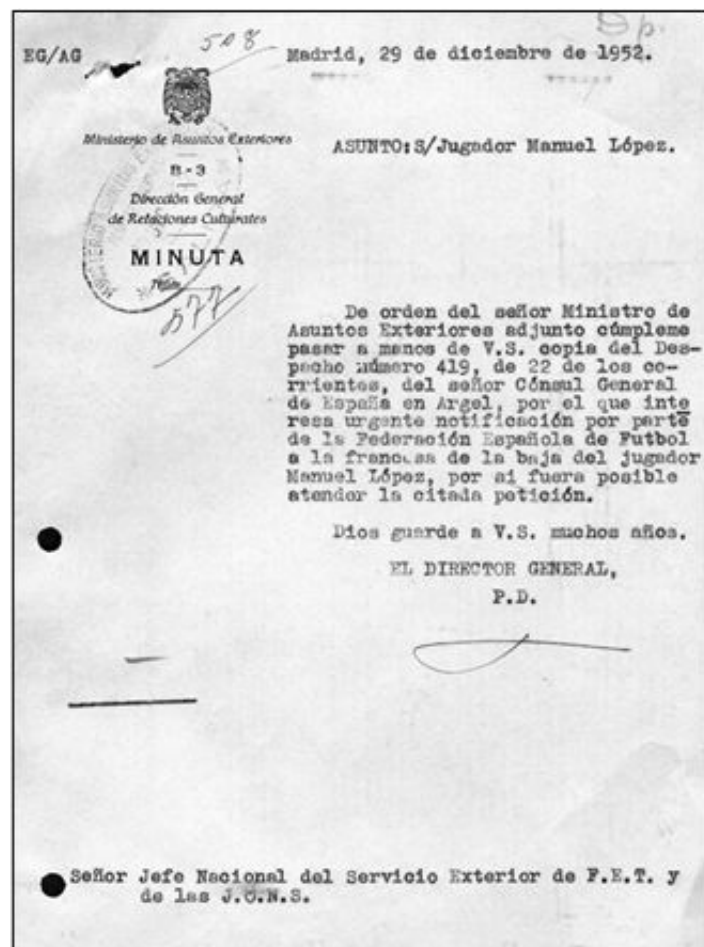 Dp.
508
EG/AG
Madrid, 29 de diciembre de 1952.
Ministerio de Asuntos Exteriores
B-3
Dirección General
de Relaciones Culturales
MINUTA
Núm.
577
ASUNTO: S/Jugador Manuel López.
De orden del señor Ministro de
Asuntos Exteriores adjunto cúmpleme
pasar a manos de V.S. copia del Des-
pacho número 419, de 22 de los co-
rrientes, del señor Cónsul General
de España en Argel, por el que inte
resa urgente notificación por parte
de la Federación Española de Futbol
a la francesa de la baja del jugador
Manuel López, por si fuera posible
atender la citada petición.
Dios guarde a V.S. muchos años.
EL DIRECTOR GENERAL,
P.D.
Señor Jefe Nacional del Servicio Exterior de F.E.T. y
de las J.O.N.S.